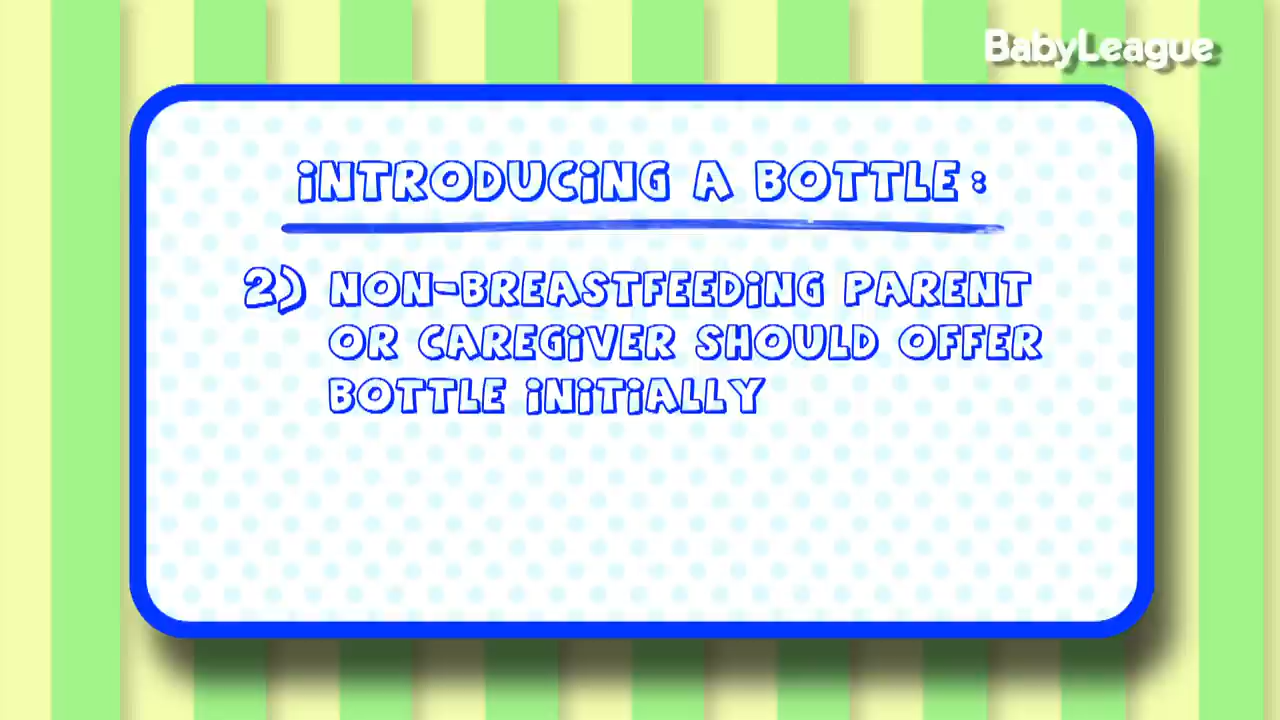 BabyLeague
iNTRODUCiNG A BOTTLE:
2) NON-BREASTFEEDiNG PARENT
OR CAREGiVER SHOULD OFFER
BOTTLE iNiTiALLY